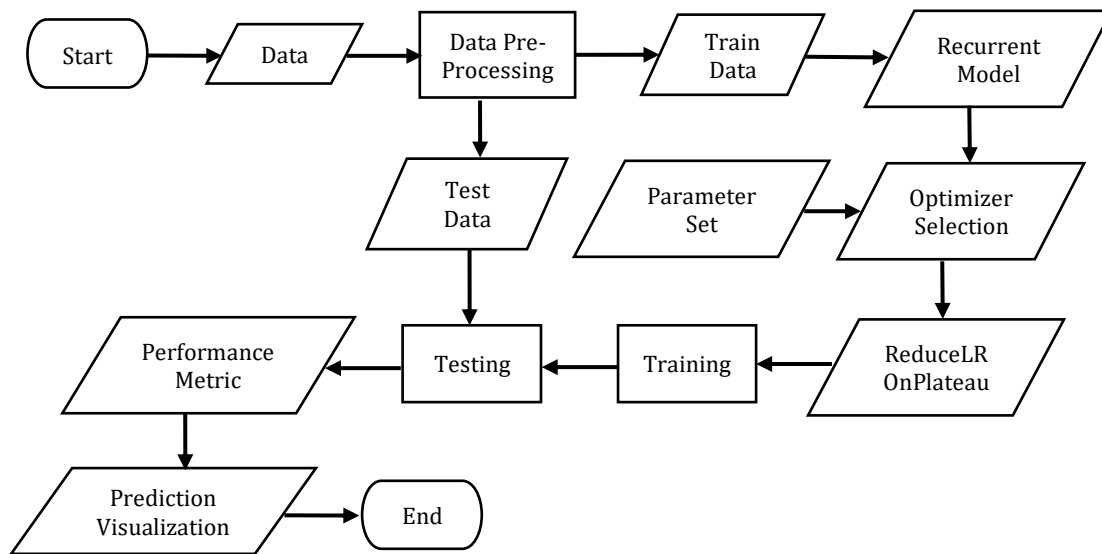 Start
Data
Data Pre-
Processing
Train
Data
Recurrent
Model
Test
Data
Parameter
Set
Optimizer
Selection
Performance
Metric
Testing
Training
ReduceLR
OnPlateau
Prediction
Visualization
End